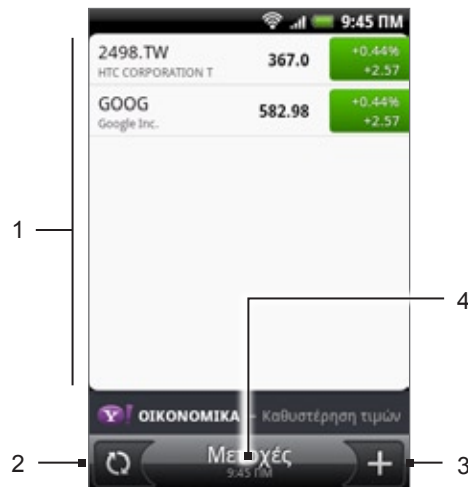 9:45 ΠΜ
2498.TW 367.0 +0.44%
HTC CORPORATION T +2.57
GOOG 582.98 +0.44%
Google Inc. +2.57
1
4
Y! ΟΙΚΟΝΟΜΙΚΑ - Καθυστέρηση τιμών
2 Μετοχές 3
9:45 ΠΜ